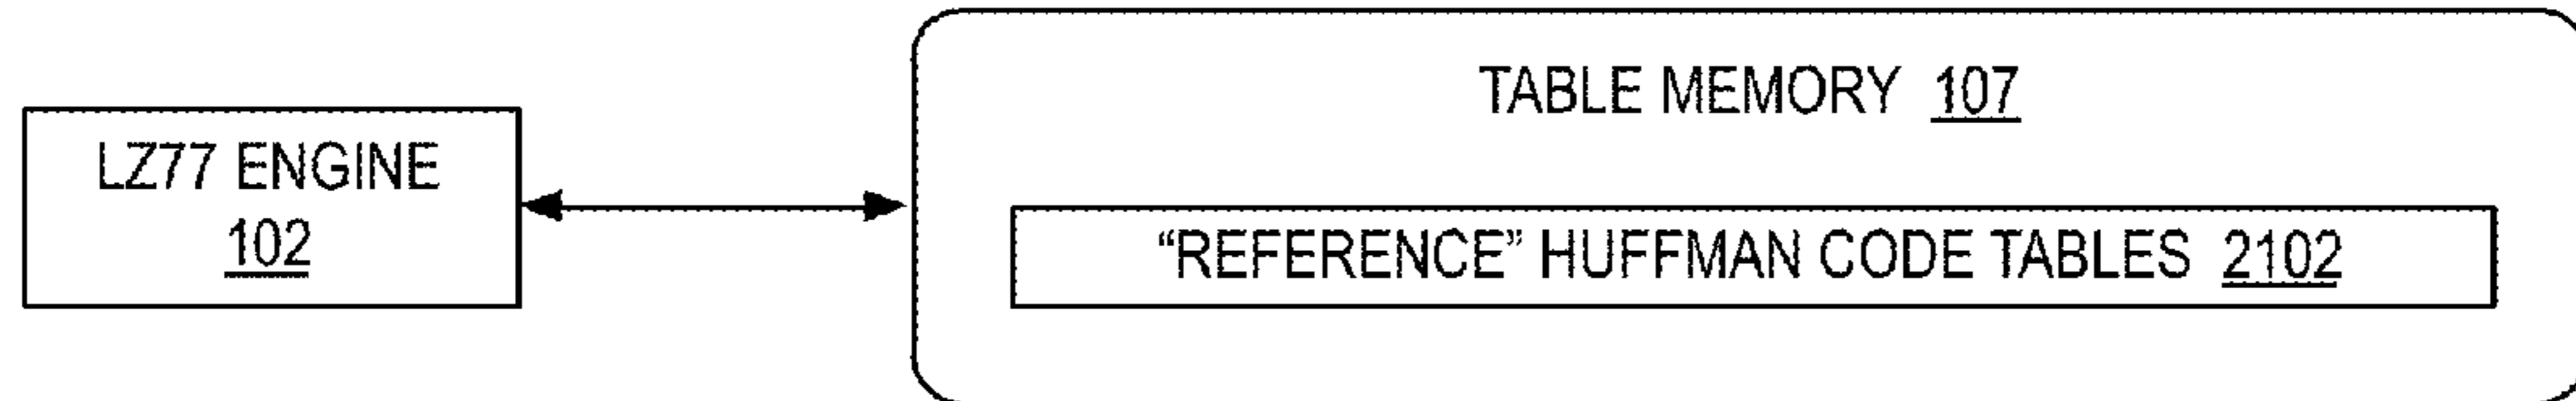 LZ77 ENGINE
102
TABLE MEMORY 107
“REFERENCE” HUFFMAN CODE TABLES 2102